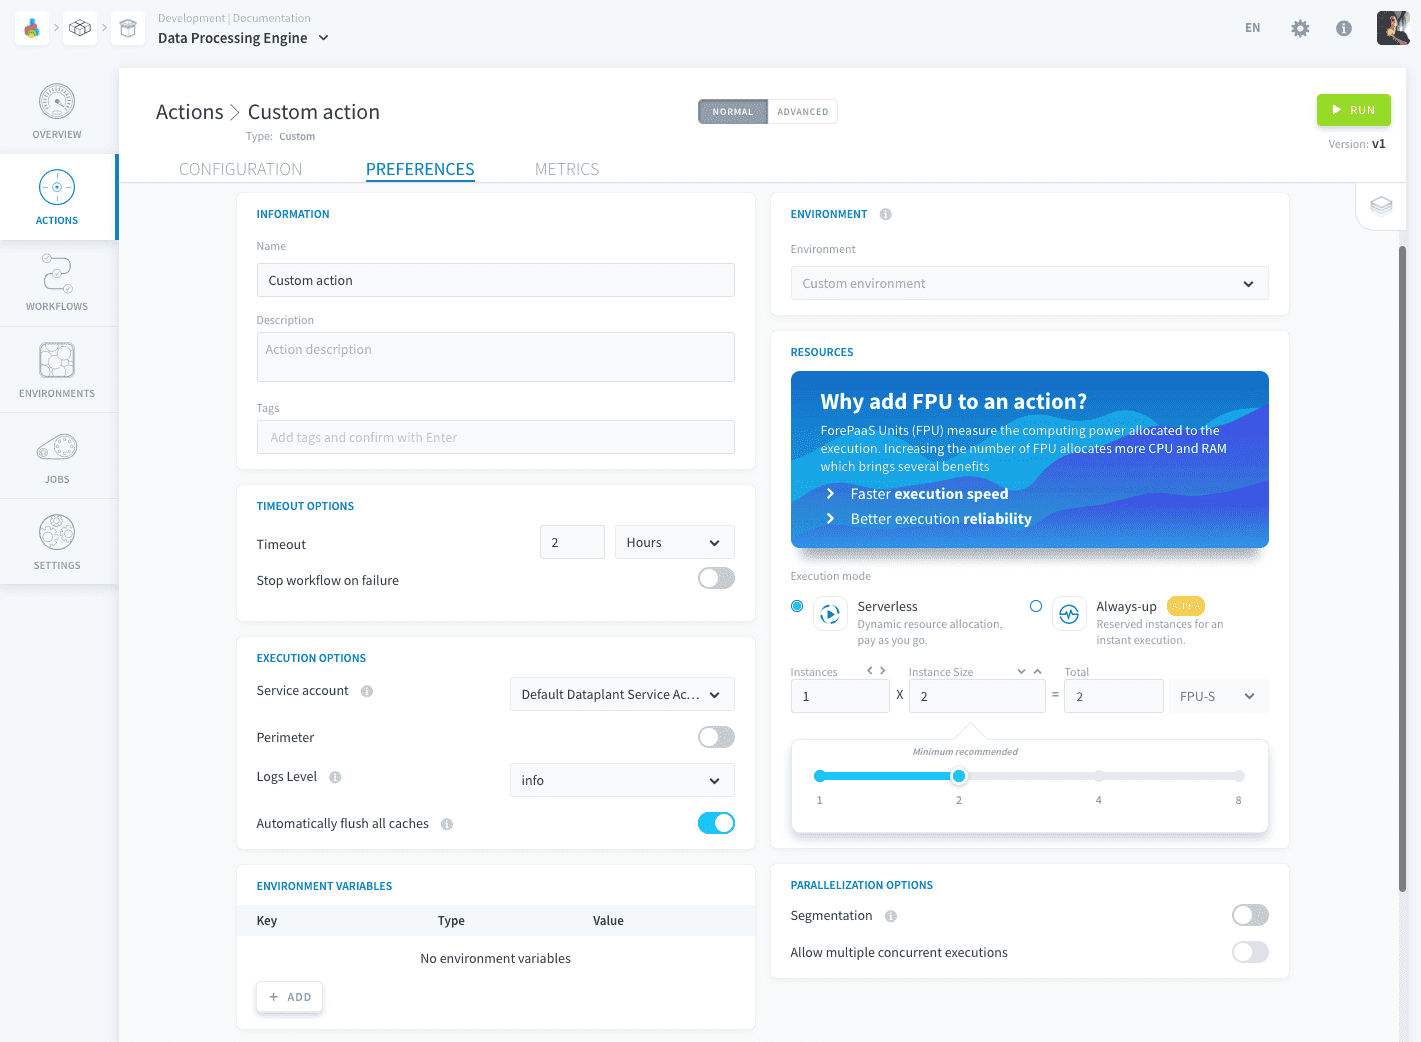 Development | Documentation
Data Processing Engine
EN
OVERVIEW
ACTIONS
WORKFLOWS
ENVIRONMENTS
JOBS
SETTINGS
Actions > Custom action
Type: Custom
NORMAL ADVANCED
RUN
Version: v1
CONFIGURATION PREFERENCES METRICS
INFORMATION
Name
Custom action
Description
Action description
Tags
Add tags and confirm with Enter
TIMEOUT OPTIONS
Timeout 2 Hours
Stop workflow on failure
EXECUTION OPTIONS
Service account Default Dataplant Service Ac...
Perimeter
Logs Level info
Automatically flush all caches
ENVIRONMENT VARIABLES
Key Type Value
No environment variables
+ ADD
ENVIRONMENT
Environment
Custom environment
RESOURCES
Why add FPU to an action?
ForePaaS Units (FPU) measure the computing power allocated to the
execution. Increasing the number of FPU allocates more CPU and RAM
which brings several benefits
Faster execution speed
Better execution reliability
Execution mode
Serverless
Dynamic resource allocation,
pay as you go.
Always-up ALPHA
Reserved instances for an
instant execution.
Instances Instance Size Total
1 X 2 = 2 FPU-S
Minimum recommended
1 2 4 8
PARALLELIZATION OPTIONS
Segmentation
Allow multiple concurrent executions